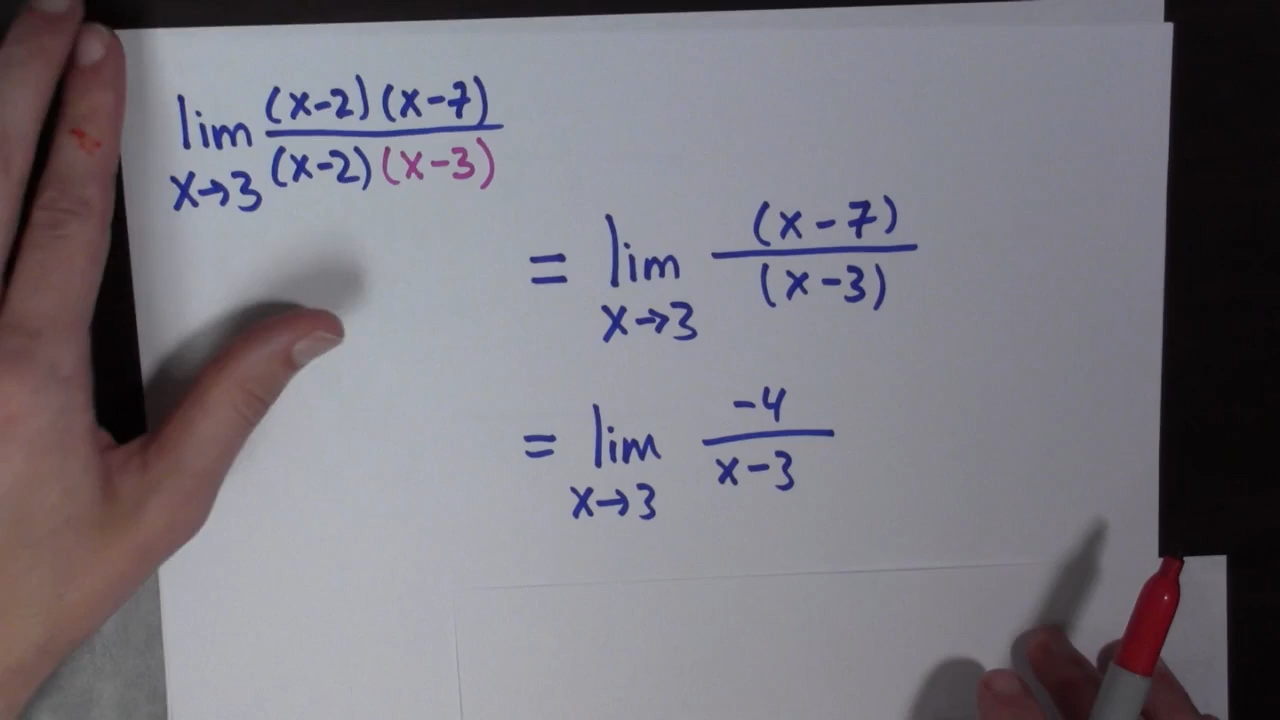 lim (x-2)(x-7)
x→3 (x-2)(x-3)
= lim (x-7)
x→3 (x-3)
= lim -4
x→3 x-3